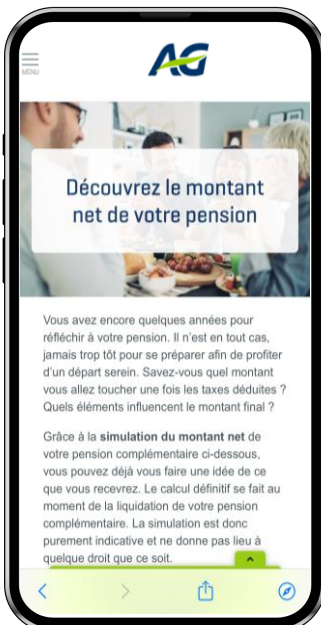 MENU
AG
Découvrez le montant
net de votre pension
Vous avez encore quelques années pour
réfléchir à votre pension. Il n'est en tout cas,
jamais trop tôt pour se préparer afin de profiter
d'un départ serein. Savez-vous quel montant
vous allez toucher une fois les taxes déduites ?
Quels éléments influencent le montant final ?
Grâce à la simulation du montant net de
votre pension complémentaire ci-dessous,
vous pouvez déjà vous faire une idée de ce
que vous recevrez. Le calcul définitif se fait au
moment de la liquidation de votre pension
complémentaire. La simulation est donc
purement indicative et ne donne pas lieu à
quelque droit que ce soit.